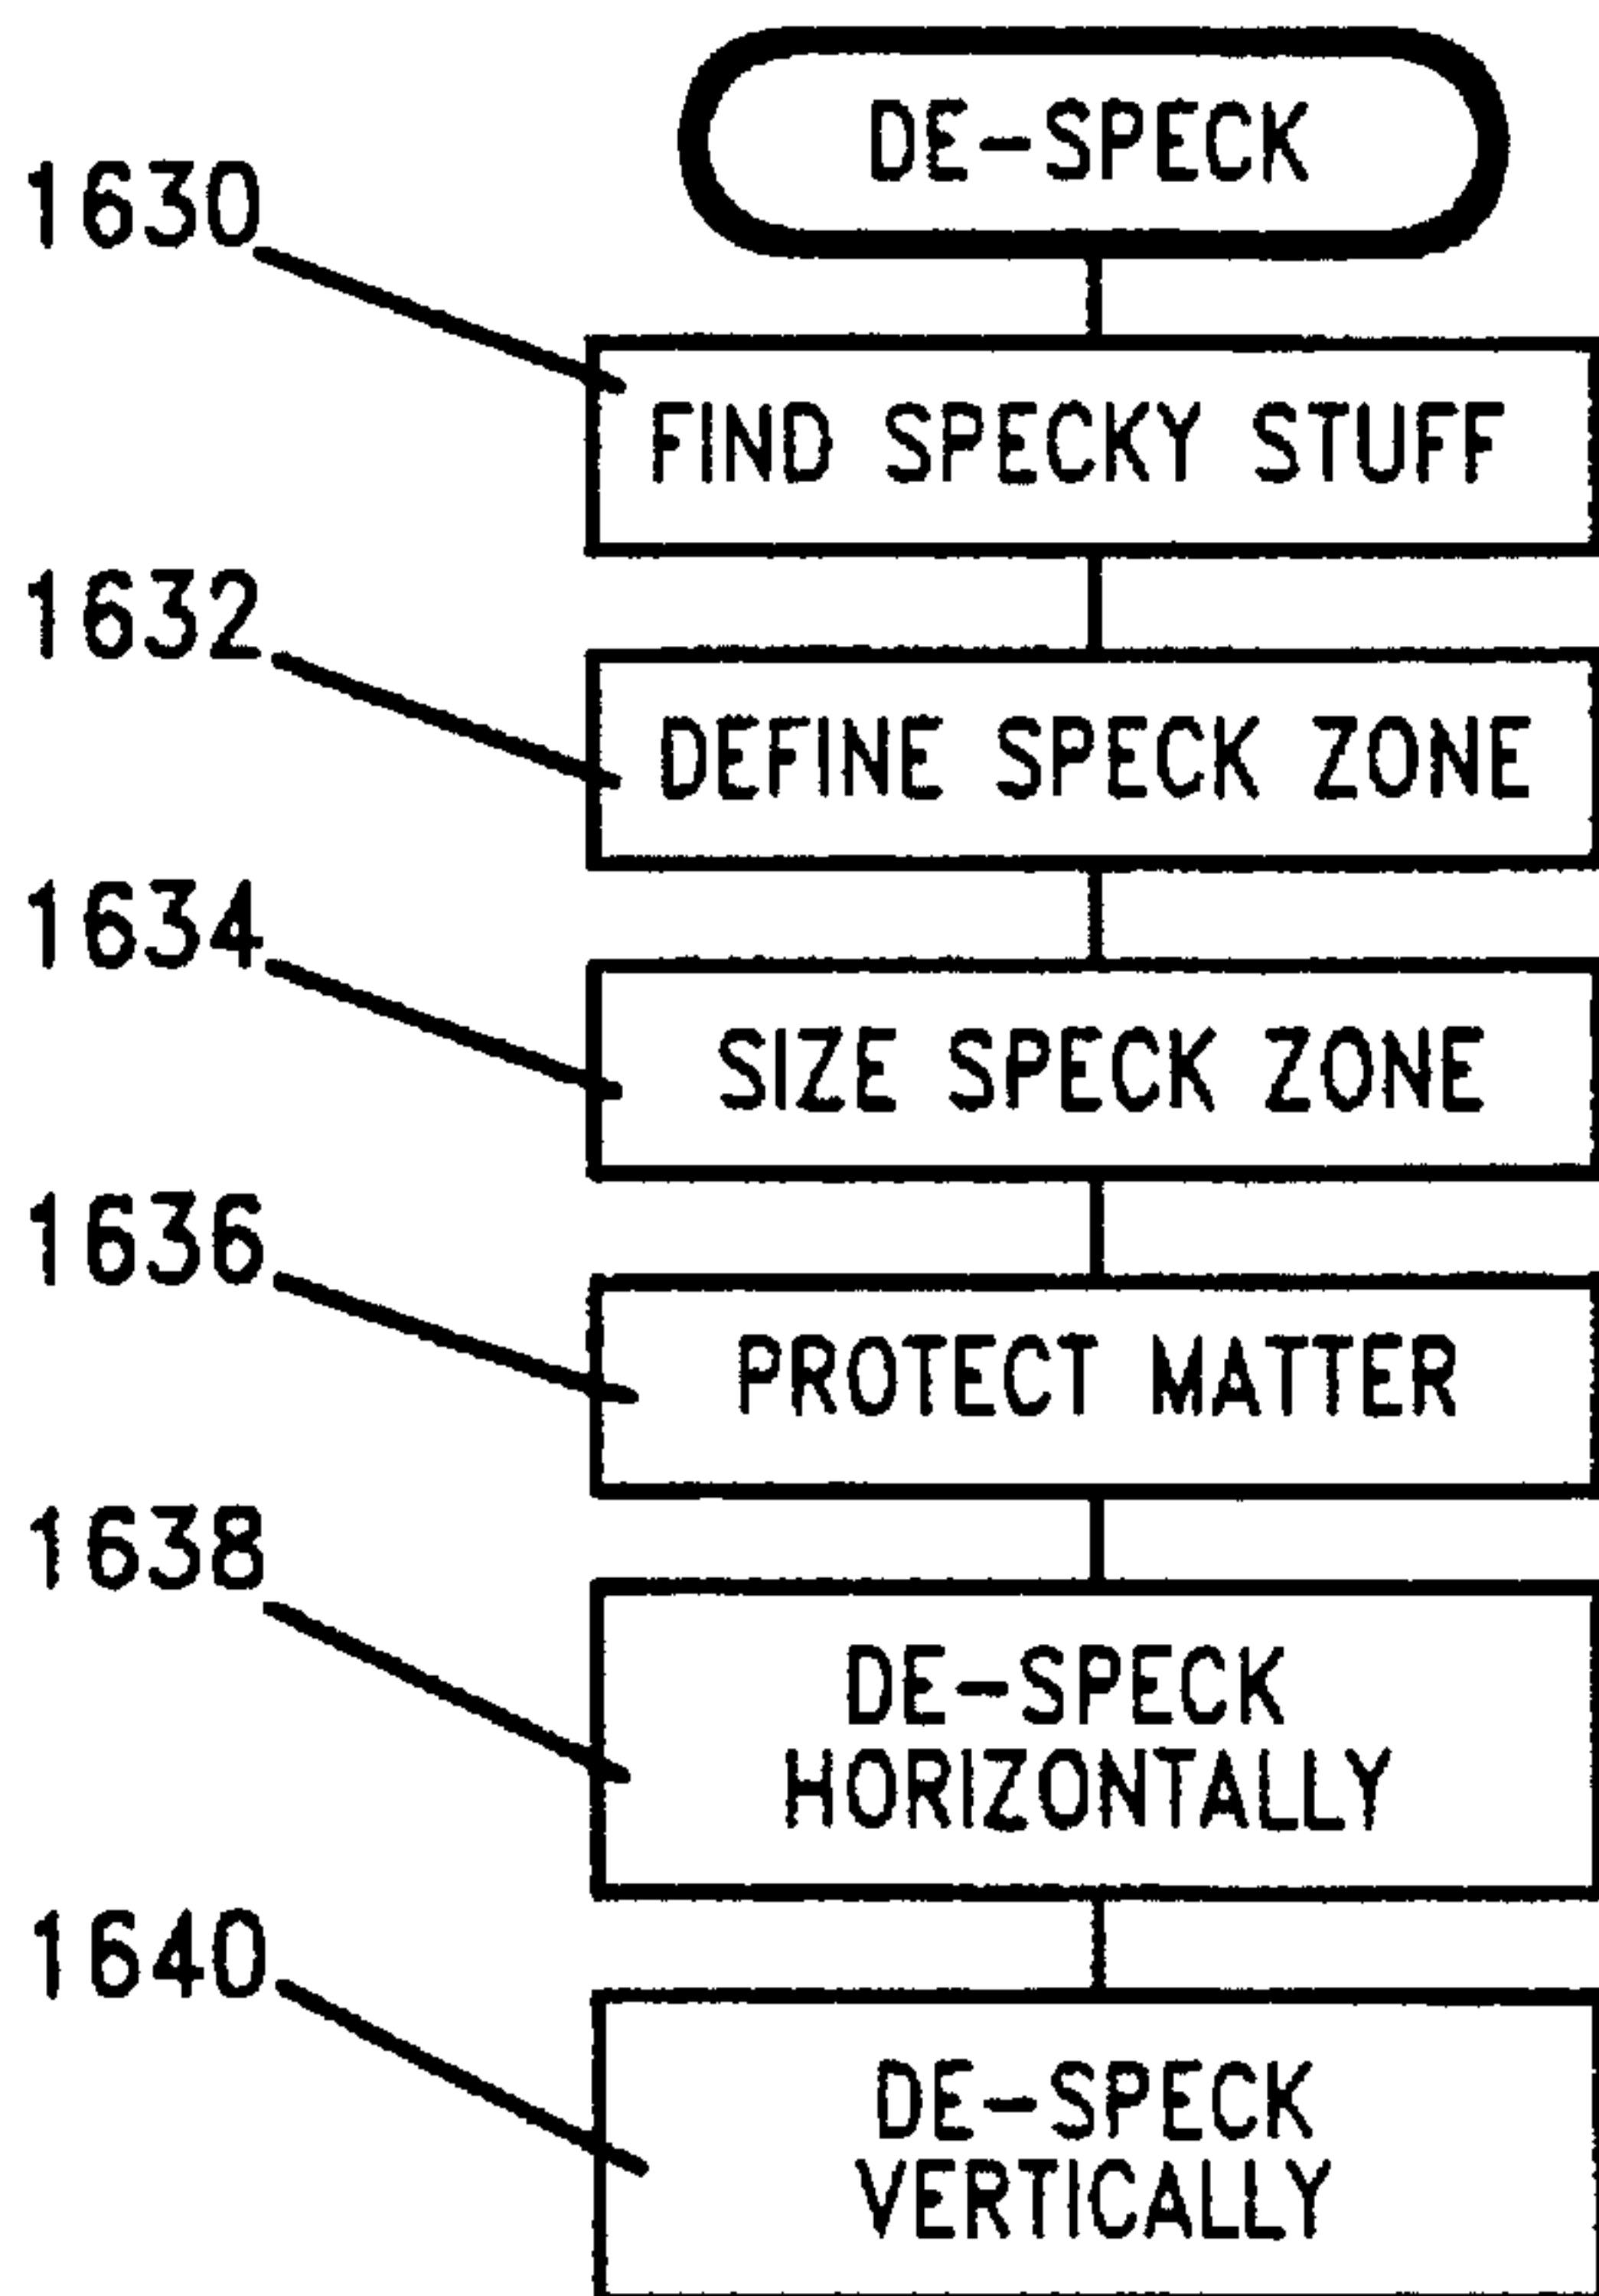 DE-SPECK
1630
FIND SPECKY STUFF
1632
DEFINE SPECK ZONE
1634
SIZE SPECK ZONE
1636
PROTECT MATTER
1638
DE-SPECK
HORIZONTALLY
1640
DE-SPECK
VERTICALLY